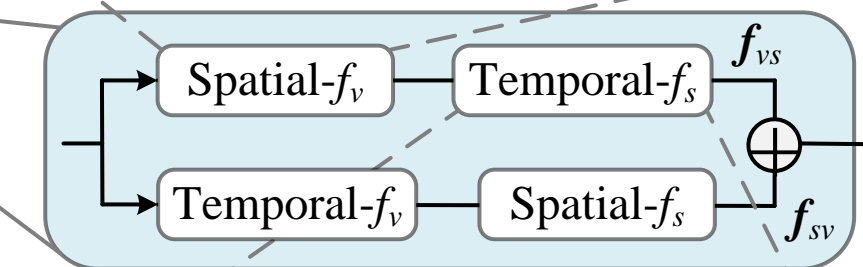 f_vs
Spatial-f_v
Temporal-f_s
Temporal-f_v
Spatial-f_s
f_sv